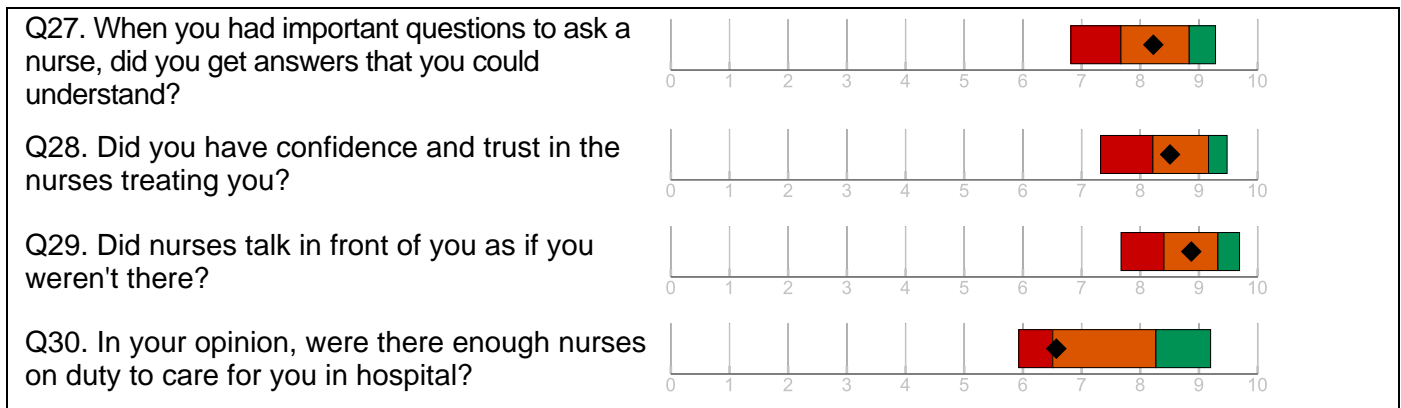 Q27. When you had important questions to ask a
nurse, did you get answers that you could
understand?
0 1 2 3 4 5 6 7 8 9 10
Q28. Did you have confidence and trust in the
nurses treating you?
0 1 2 3 4 5 6 7 8 9 10
Q29. Did nurses talk in front of you as if you
weren't there?
0 1 2 3 4 5 6 7 8 9 10
Q30. In your opinion, were there enough nurses
on duty to care for you in hospital?
0 1 2 3 4 5 6 7 8 9 10